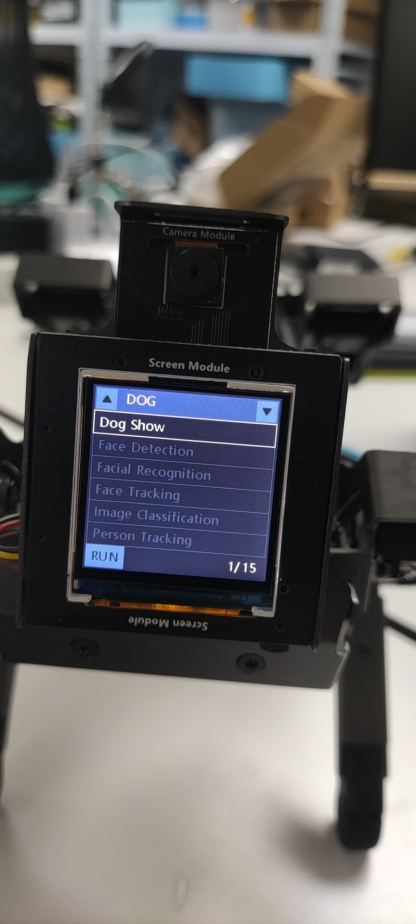 Camera Module
Screen Module
DOG
Dog Show
Face Detection
Facial Recognition
Face Tracking
Image Classification
Person Tracking
RUN
1/15
Screen Module